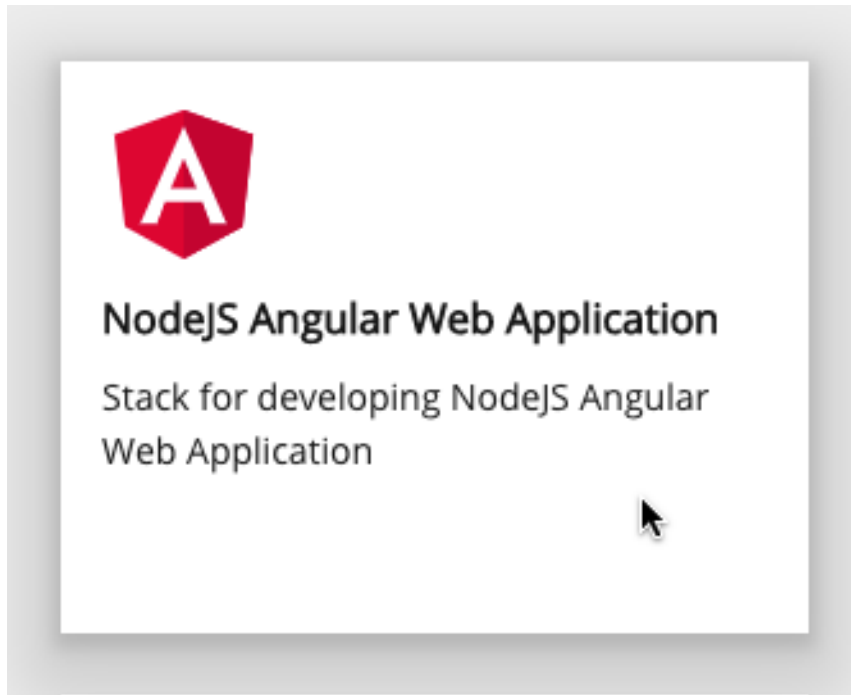 A
NodeJS Angular Web Application
Stack for developing NodeJS Angular
Web Application